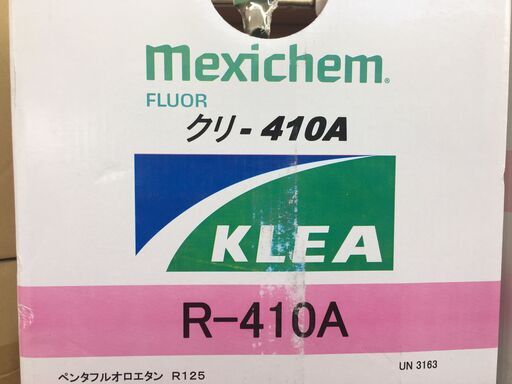 mexichem®
FLUOR
クリ-410A
KLEA
R-410A
ペンタフルオロエタン R125
UN 3163